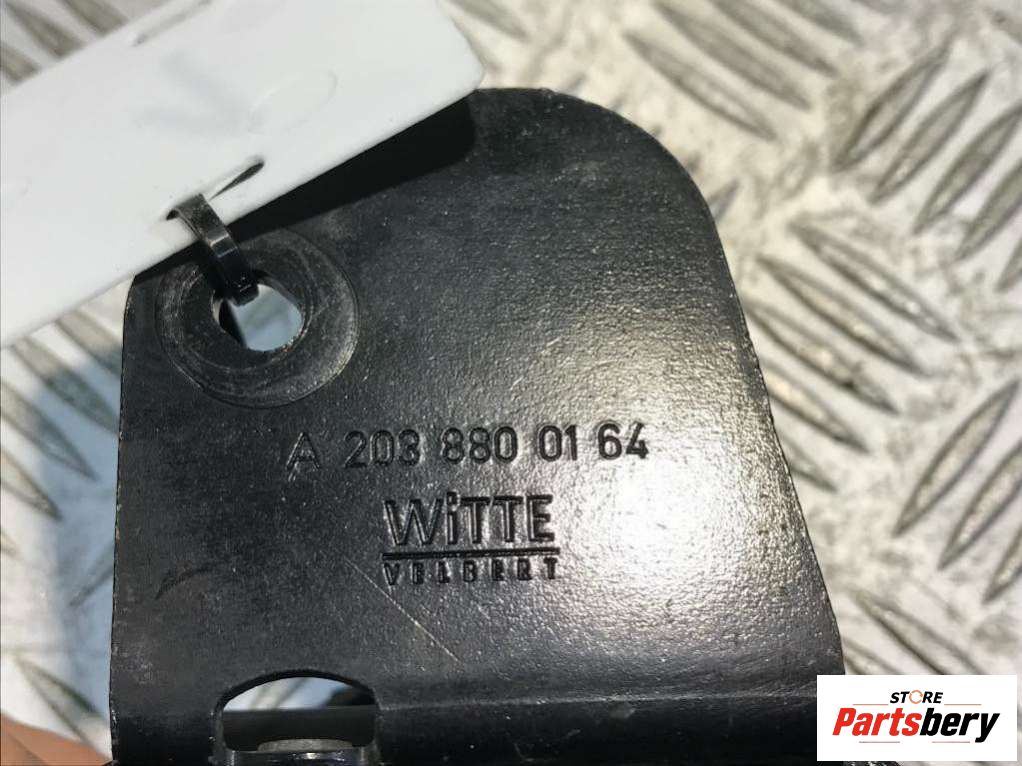 A 203 880 01 64
WiTTE
VELBERT
STORE
Partsbery